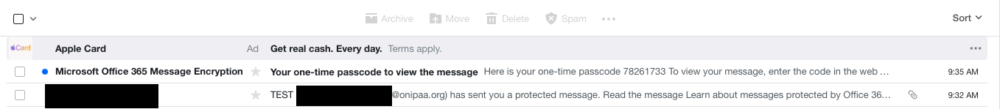 Archive Move Delete Spam Sort
Card Apple Card Ad Get real cash. Every day. Terms apply.
Microsoft Office 365 Message Encryption Your one-time passcode to view the message Here is your one-time passcode 78261733 To view your message, enter the code in the web ... 9:35 AM
TEST @onipaa.org) has sent you a protected message. Read the message Learn about messages protected by Office 36... 9:32 AM